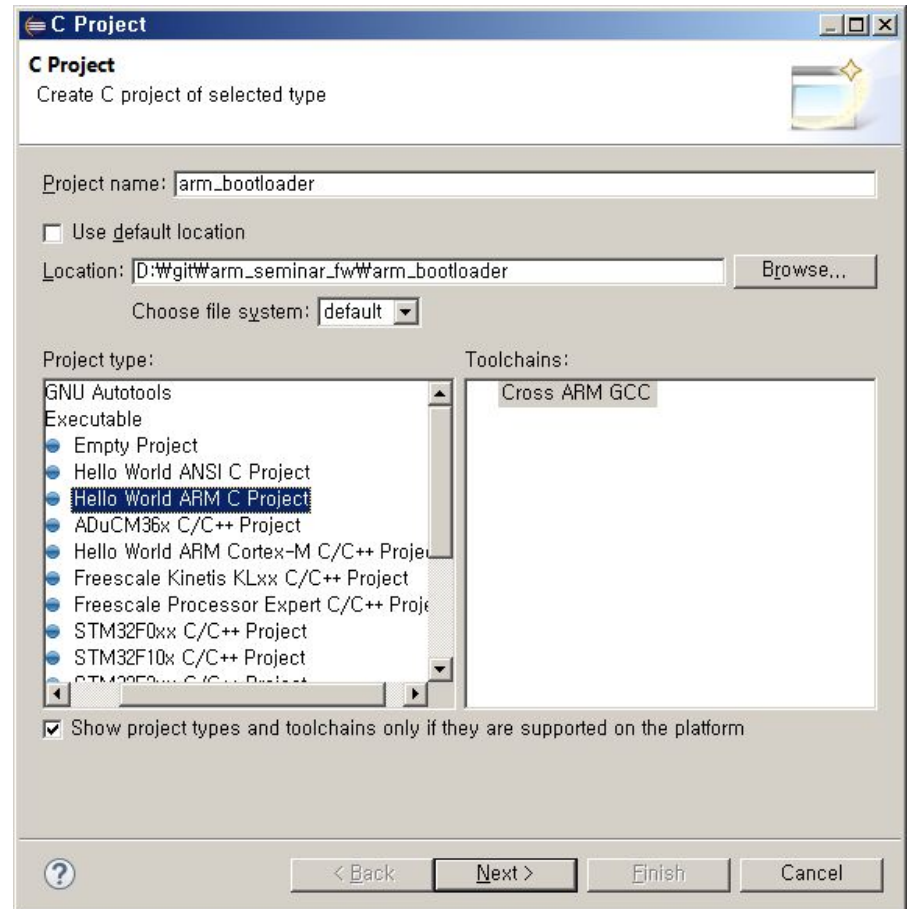 C Project
C Project
Create C project of selected type
Project name: arm_bootloader
Use default location
Location: D:₩git₩arm_seminar_fw₩arm_bootloader Browse...
Choose file system: default
Project type: Toolchains:
GNU Autotools Cross ARM GCC
Executable
Empty Project
Hello World ANSI C Project
Hello World ARM C Project
ADuCM36x C/C++ Project
Hello World ARM Cortex-M C/C++ Projec
Freescale Kinetis KLxx C/C++ Project
Freescale Processor Expert C/C++ Proje
STM32F0xx C/C++ Project
STM32F10x C/C++ Project
Show project types and toolchains only if they are supported on the platform
? < Back Next > Finish Cancel